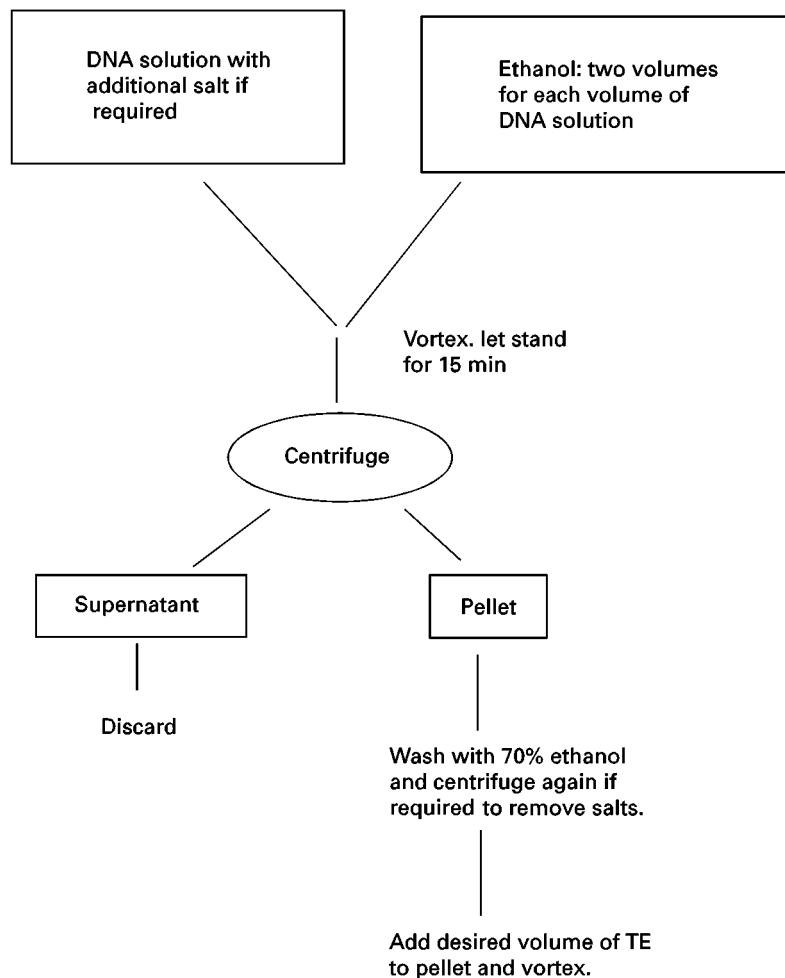 DNA solution with
additional salt if
required
Ethanol: two volumes
for each volume of
DNA solution
Vortex. let stand
for 15 min
Centrifuge
Supernatant
Pellet
Discard
Wash with 70% ethanol
and centrifuge again if
required to remove salts.
Add desired volume of TE
to pellet and vortex.